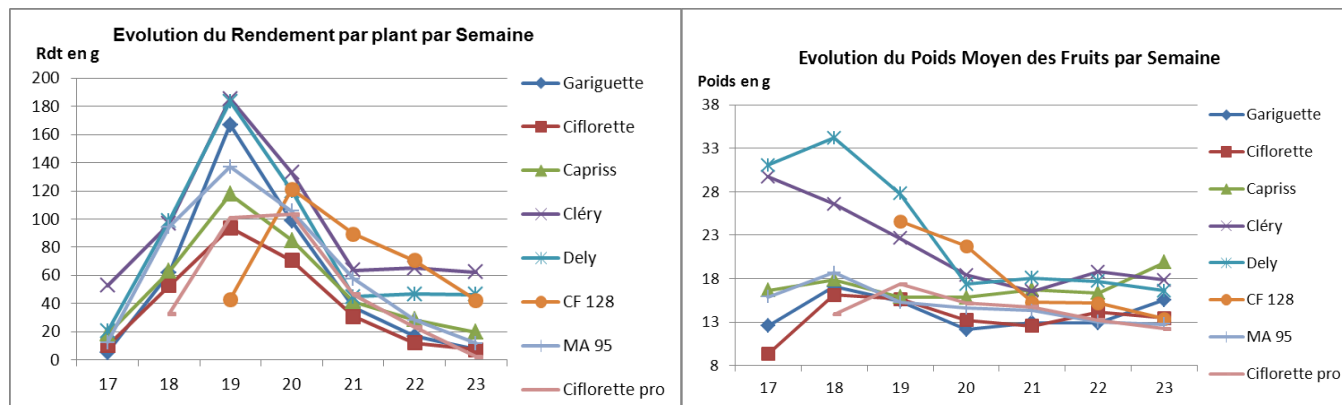 Evolution du Rendement par plant par Semaine
Rdt en g
200
180
160
140
120
100
80
60
40
20
0
17 18 19 20 21 22 23
Gariguette
Ciflorette
Capriss
Cléry
Dely
CF 128
MA 95
Ciflorette pro
Evolution du Poids Moyen des Fruits par Semaine
Poids en g
38
33
28
23
18
13
8
17 18 19 20 21 22 23
Gariguette
Ciflorette
Capriss
Cléry
Dely
CF 128
MA 95
Ciflorette pro